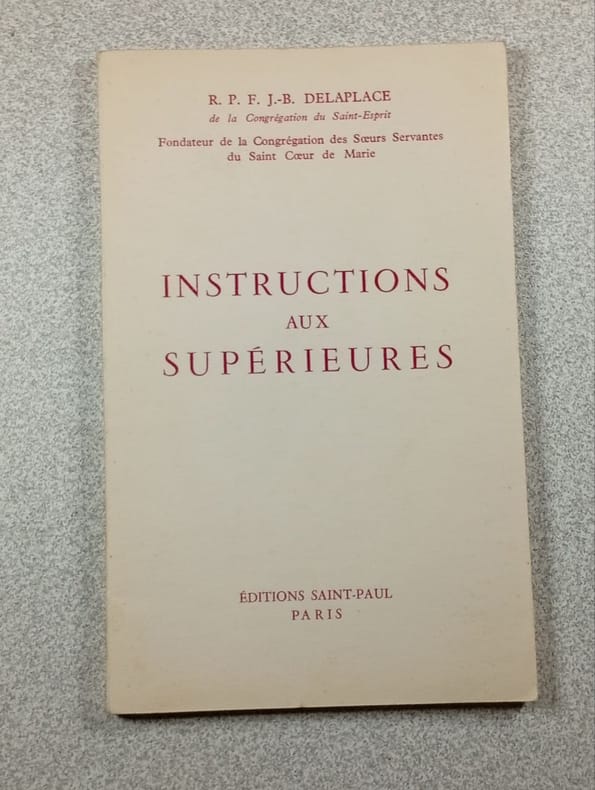 R. P. F. J.-B. DELAPLACE
de la Congrégation du Saint-Esprit
Fondateur de la Congrégation des Sœurs Servantes
du Saint Cœur de Marie
INSTRUCTIONS
AUX
SUPÉRIEURES
ÉDITIONS SAINT-PAUL
PARIS